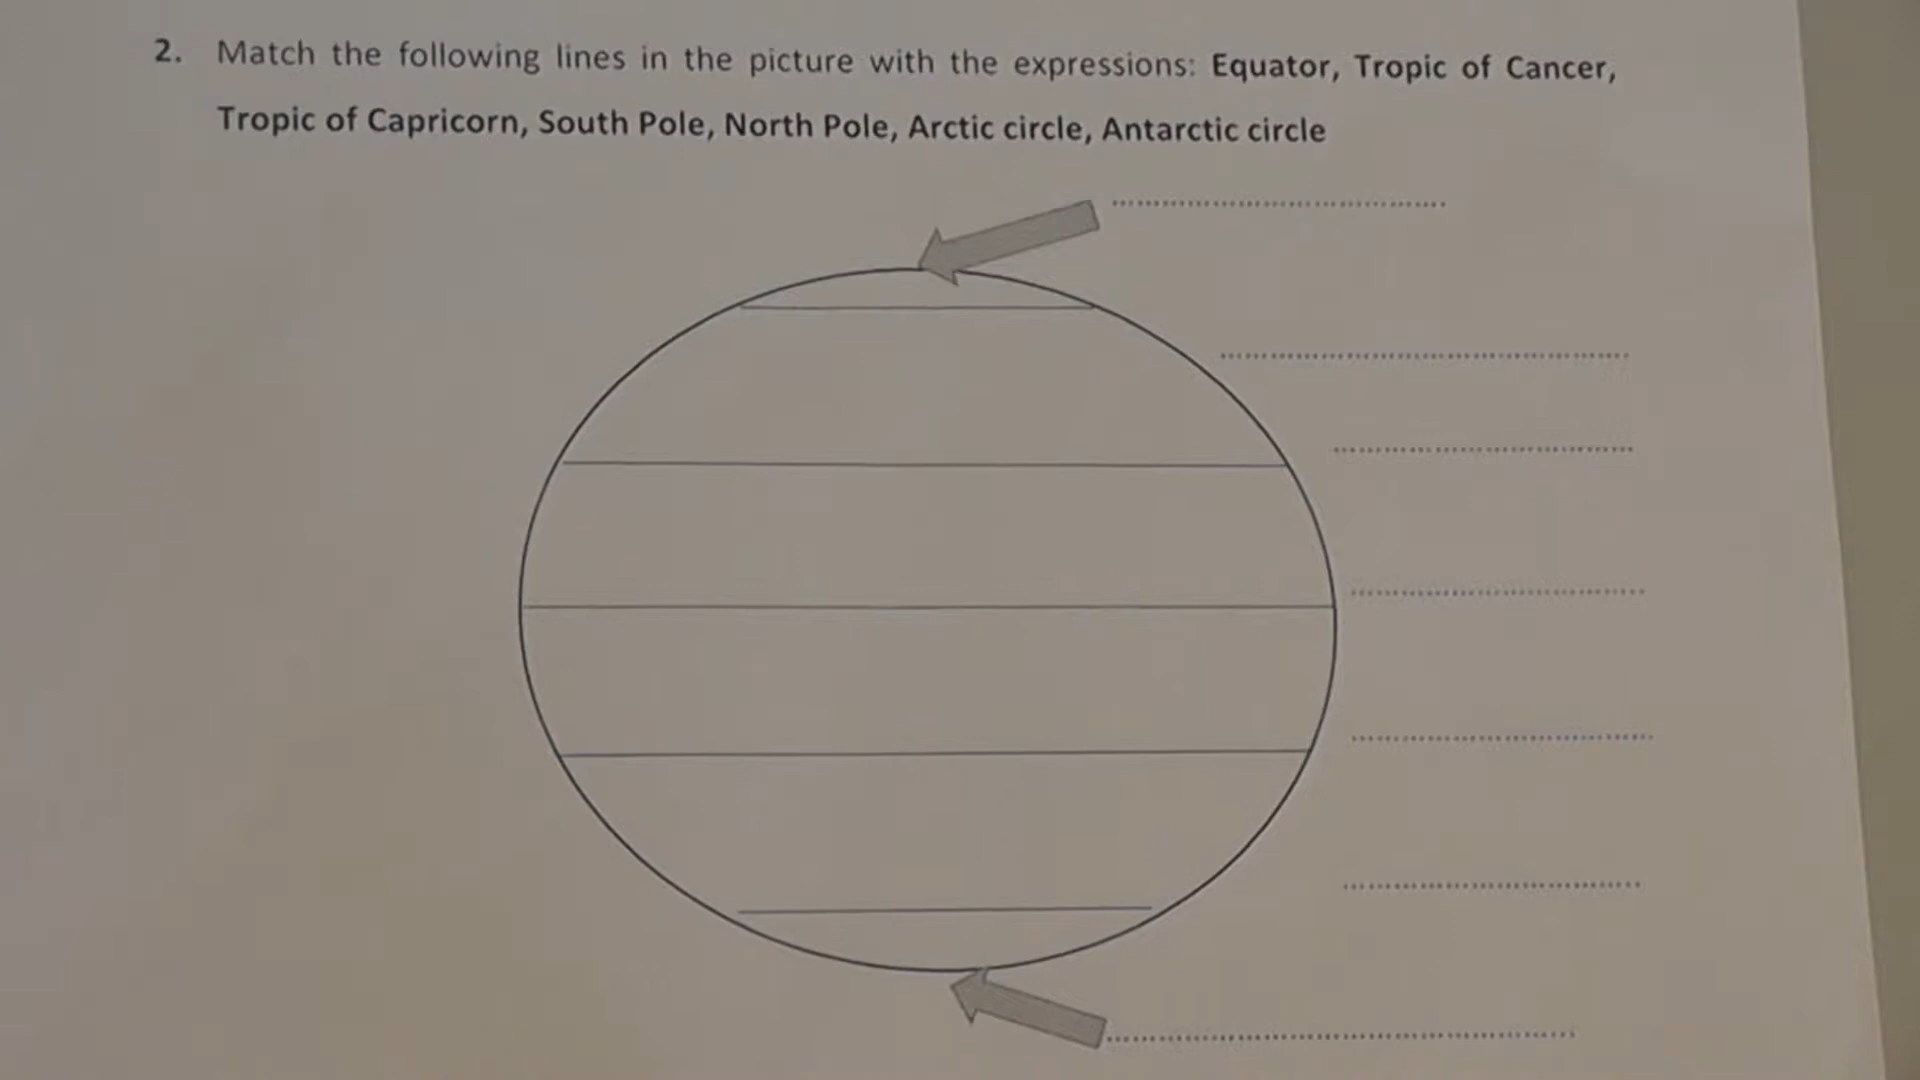 2. Match the following lines in the picture with the expressions: Equator, Tropic of Cancer,
Tropic of Capricorn, South Pole, North Pole, Arctic circle, Antarctic circle